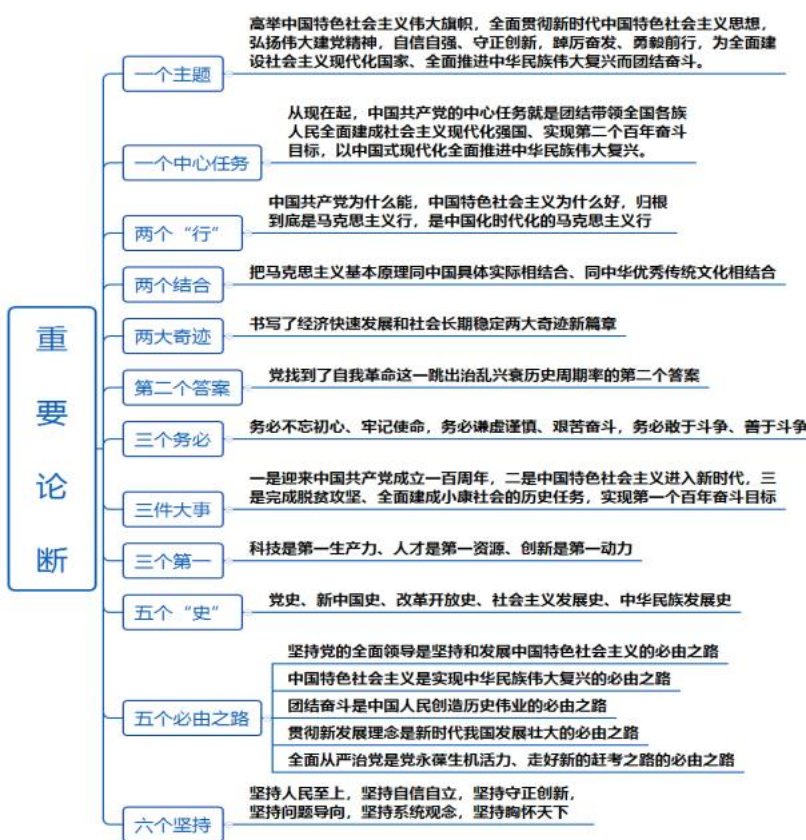 重
要
论
断
一个主题
高举中国特色社会主义伟大旗帜，全面贯彻新时代中国特色社会主义思想，
弘扬伟大建党精神，自信自强、守正创新，踔厉奋发、勇毅前行，为全面建
设社会主义现代化国家、全面推进中华民族伟大复兴而团结奋斗。
一个中心任务
从现在起，中国共产党的中心任务就是团结带领全国各族
人民全面建成社会主义现代化强国、实现第二个百年奋斗
目标，以中国式现代化全面推进中华民族伟大复兴。
两个“行”
中国共产党为什么能，中国特色社会主义为什么好，归根
到底是马克思主义行，是中国化时代化的马克思主义行
两个结合
把马克思主义基本原理同中国具体实际相结合、同中华优秀传统文化相结合
两大奇迹
书写了经济快速发展和社会长期稳定两大奇迹新篇章
第二个答案
党找到了自我革命这一跳出治乱兴衰历史周期率的第二个答案
三个务必
务必不忘初心、牢记使命，务必谦虚谨慎、艰苦奋斗，务必敢于斗争、善于斗争
三件大事
一是迎来中国共产党成立一百周年，二是中国特色社会主义进入新时代，三
是完成脱贫攻坚、全面建成小康社会的历史任务，实现第一个百年奋斗目标
三个第一
科技是第一生产力、人才是第一资源、创新是第一动力
五个“史”
党史、新中国史、改革开放史、社会主义发展史、中华民族发展史
五个必由之路
坚持党的全面领导是坚持和发展中国特色社会主义的必由之路
中国特色社会主义是实现中华民族伟大复兴的必由之路
团结奋斗是中国人民创造历史伟业的必由之路
贯彻新发展理念是新时代我国发展壮大的必由之路
全面从严治党是党永葆生机活力、走好新的赶考之路的必由之路
六个坚持
坚持人民至上，坚持自信自立，坚持守正创新，
坚持问题导向，坚持系统观念，坚持胸怀天下